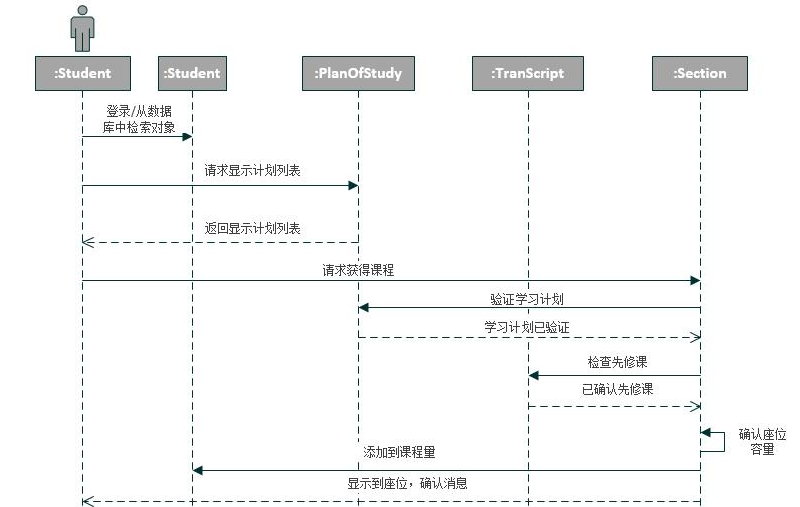 :Student
:Student
:PlanOfStudy
:TranScript
:Section
登录/从数据
库中检索对象
请求显示计划列表
返回显示计划列表
请求获得课程
验证学习计划
学习计划已验证
检查先修课
已确认先修课
确认座位
容量
添加到课程量
显示到座位，确认消息